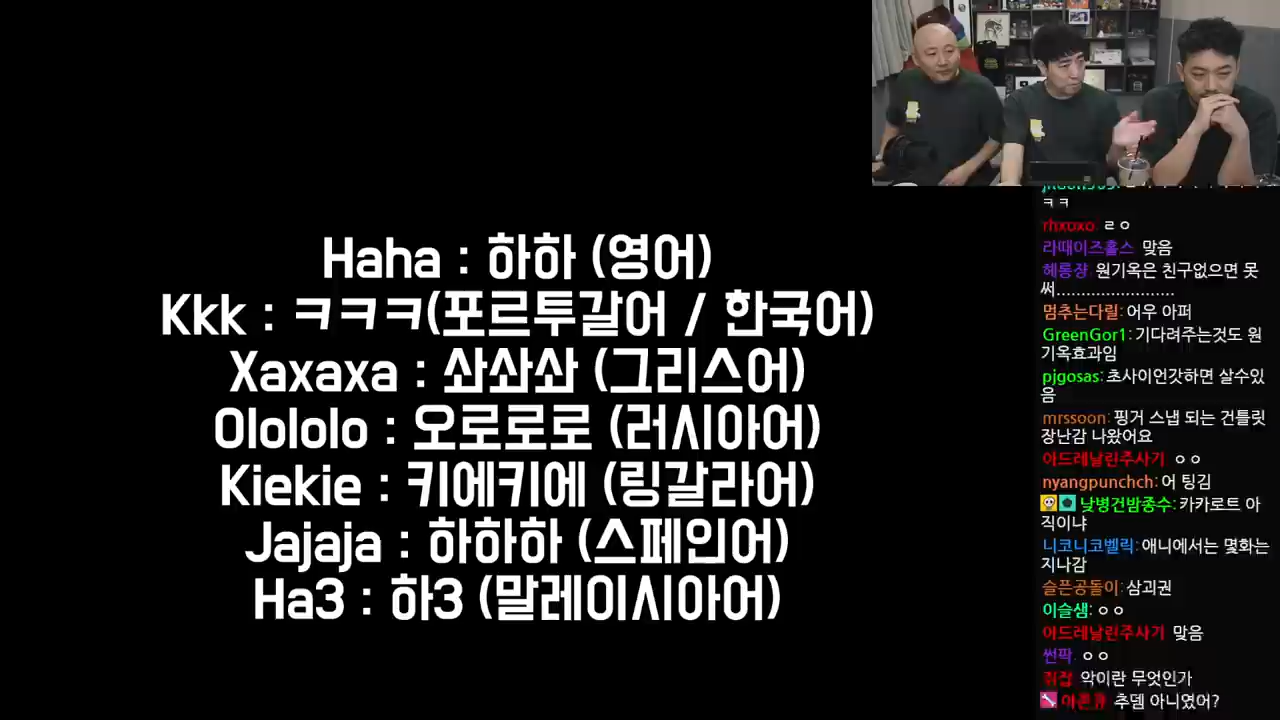 Haha : 하하 (영어)
Kkk : ㅋㅋㅋ(포르투갈어 / 한국어)
Xaxaxa : 솨솨솨 (그리스어)
Olololo : 오로로로 (러시아어)
Kiekie : 키에키에 (링갈라어)
Jajaja : 하하하 (스페인어)
Ha3 : 하3 (말레이시아어)
ㅋㅋ
rhxoxo: ㄹㅇ
라때이즈홀스: 맞음
헤롱쟝: 원기옥은 친구없으면 못
써.......................
멈추는다릴: 어우 아퍼
GreenGor1: 기다려주는것도 원
기옥효과임
pjgosas: 초사이언갓하면 살수있
음
mrssoon: 핑거 스냅 되는 건틀릿
장난감 나왔어요
아드레날린주사기: ㅇㅇ
nyangpunchch: 어 팅김
낮병건밤종수: 카카로트 아
직이냐
니코니코벨릭: 애니에서는 몇화는
지나감
슬픈공돌이: 삼괴권
이슬샘: ㅇㅇ
아드레날린주사기: 맞음
썬팍: ㅇㅇ
쥐잡: 악이란 무엇인가
추뎀 아니였어?